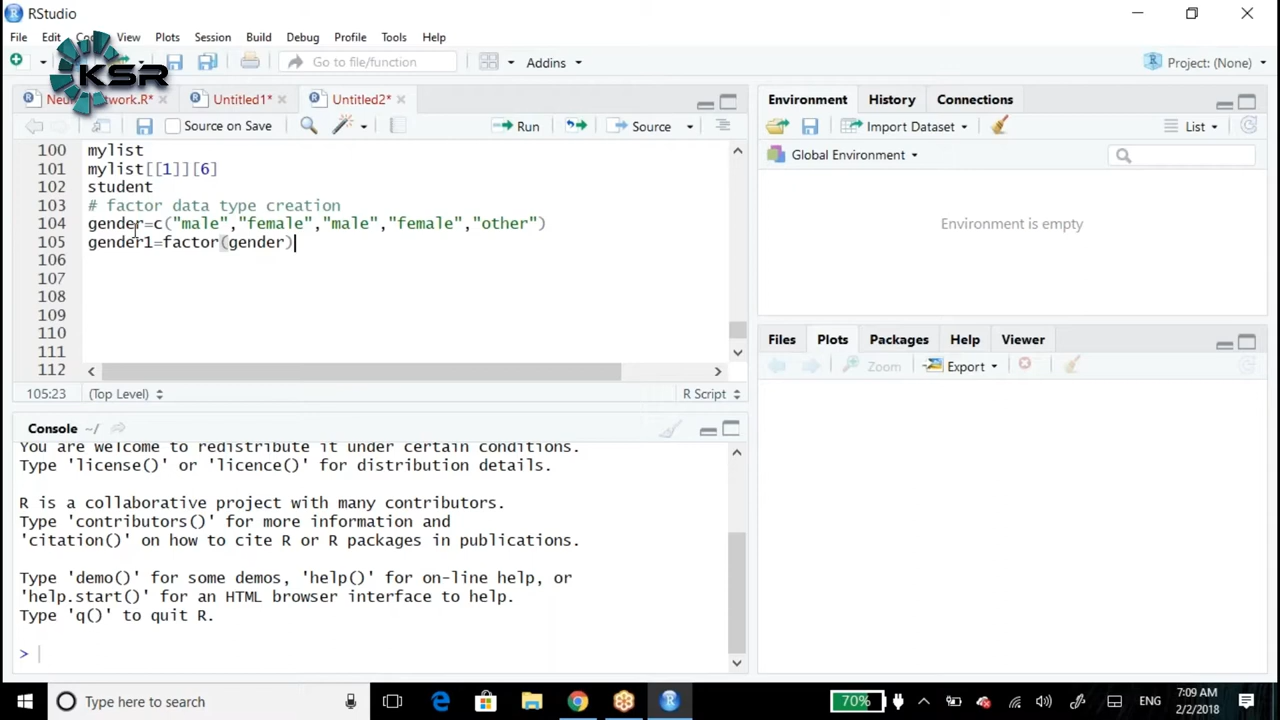 RStudio
File Edit Code View Plots Session Build Debug Profile Tools Help
KSR
Go to file/function
Addins
Project: (None)
Untitled1*
Untitled2*
Source on Save
Run
Source
100 mylist
101 mylist[[1]][6]
102 student
103 # factor data type creation
104 gender=c("male","female","male","female","other")
105 gender1=factor(gender)
106
107
108
109
110
111
112
105:23 (Top Level) R Script
Console ~/
You are welcome to redistribute it under certain conditions.
Type 'license()' or 'licence()' for distribution details.
R is a collaborative project with many contributors.
Type 'contributors()' for more information and
'citation()' on how to cite R or R packages in publications.
Type 'demo()' for some demos, 'help()' for on-line help, or
'help.start()' for an HTML browser interface to help.
Type 'q()' to quit R.
>
Environment History Connections
Import Dataset
List
Global Environment
Environment is empty
Files Plots Packages Help Viewer
Zoom
Export
Type here to search
70%
ENG
7:09 AM
2/2/2018